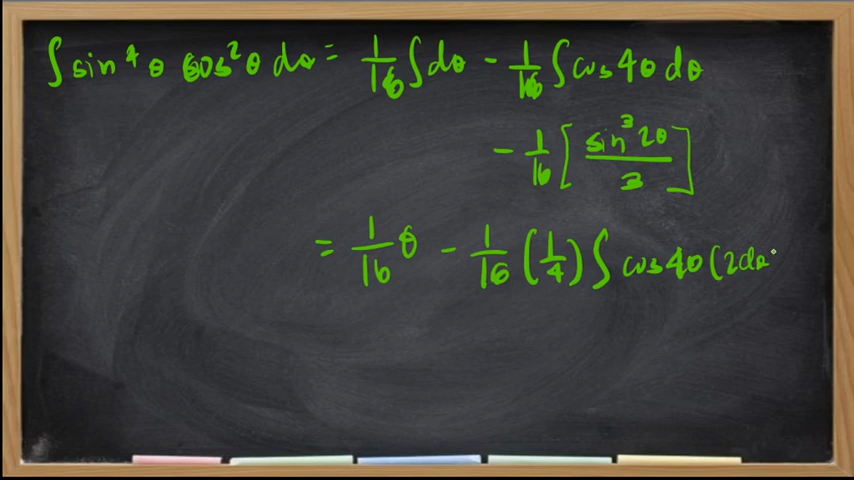 ∫ sin⁴ θ cos² θ dθ = 1/16 ∫ dθ - 1/16 ∫ cos 4θ dθ
- 1/16 [ sin³ 2θ / 3 ]
= 1/16 θ - 1/16 (1/4) ∫ cos 4θ (2dθ